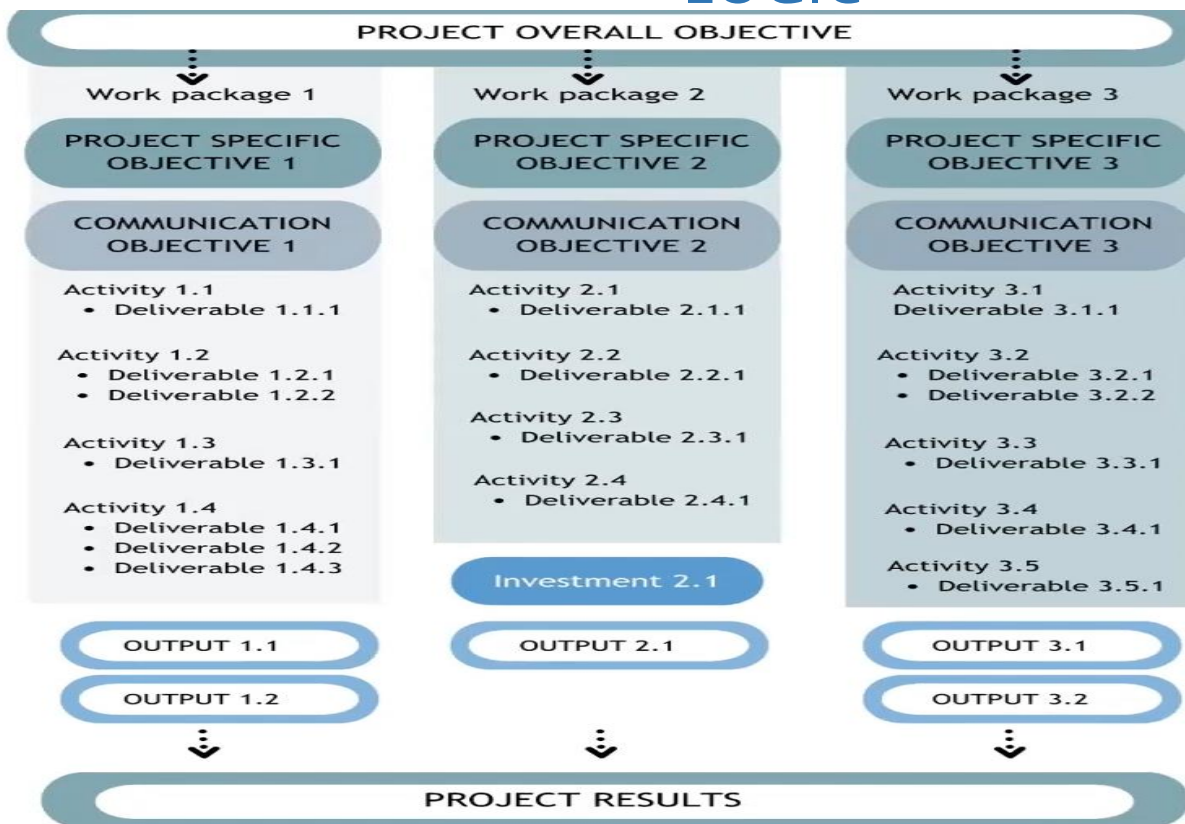 PROJECT OVERALL OBJECTIVE
Work package 1
PROJECT SPECIFIC
OBJECTIVE 1
COMMUNICATION
OBJECTIVE 1
Activity 1.1
• Deliverable 1.1.1
Activity 1.2
• Deliverable 1.2.1
• Deliverable 1.2.2
Activity 1.3
• Deliverable 1.3.1
Activity 1.4
• Deliverable 1.4.1
• Deliverable 1.4.2
• Deliverable 1.4.3
OUTPUT 1.1
OUTPUT 1.2
Work package 2
PROJECT SPECIFIC
OBJECTIVE 2
COMMUNICATION
OBJECTIVE 2
Activity 2.1
• Deliverable 2.1.1
Activity 2.2
• Deliverable 2.2.1
Activity 2.3
• Deliverable 2.3.1
Activity 2.4
• Deliverable 2.4.1
Investment 2.1
OUTPUT 2.1
Work package 3
PROJECT SPECIFIC
OBJECTIVE 3
COMMUNICATION
OBJECTIVE 3
Activity 3.1
Deliverable 3.1.1
Activity 3.2
• Deliverable 3.2.1
• Deliverable 3.2.2
Activity 3.3
• Deliverable 3.3.1
Activity 3.4
• Deliverable 3.4.1
Activity 3.5
• Deliverable 3.5.1
OUTPUT 3.1
OUTPUT 3.2
PROJECT RESULTS